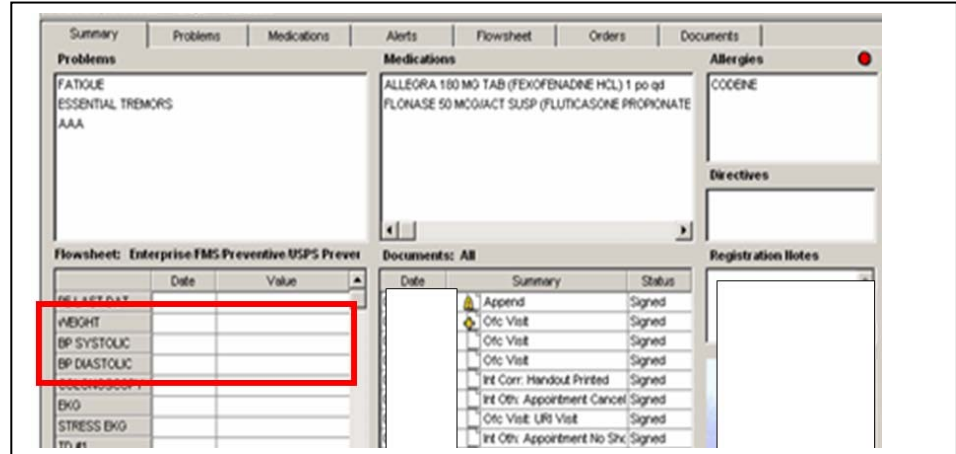 Summary Problems Medications Alerts Flowsheet Orders Documents
Problems
FATIGUE
ESSENTIAL TREMORS
AAA
Medications
ALLEGRA 180 MG TAB (FEXOFENADINE HCL) 1 po qd
FLONASE 50 MCG/ACT SUSP (FLUTICASONE PROPIONATE
Allergies
CODEINE
Directives
Flowsheet: Enterprise/FMS/Preventive/USPS Prever
Date Value
WEIGHT
BP SYSTOLIC
BP DIASTOLIC
COLONOSCOPY
EKG
STRESS EKG
TD #1
Documents: All
Date Summary Status
Append Signed
Ofc Visit Signed
Ofc Visit Signed
Ofc Visit Signed
Int Corr: Handout Printed Signed
Int Oth: Appointment Cancel Signed
Ofc Visit: URI Visit Signed
Int Oth: Appointment No Sho Signed
Registration Notes